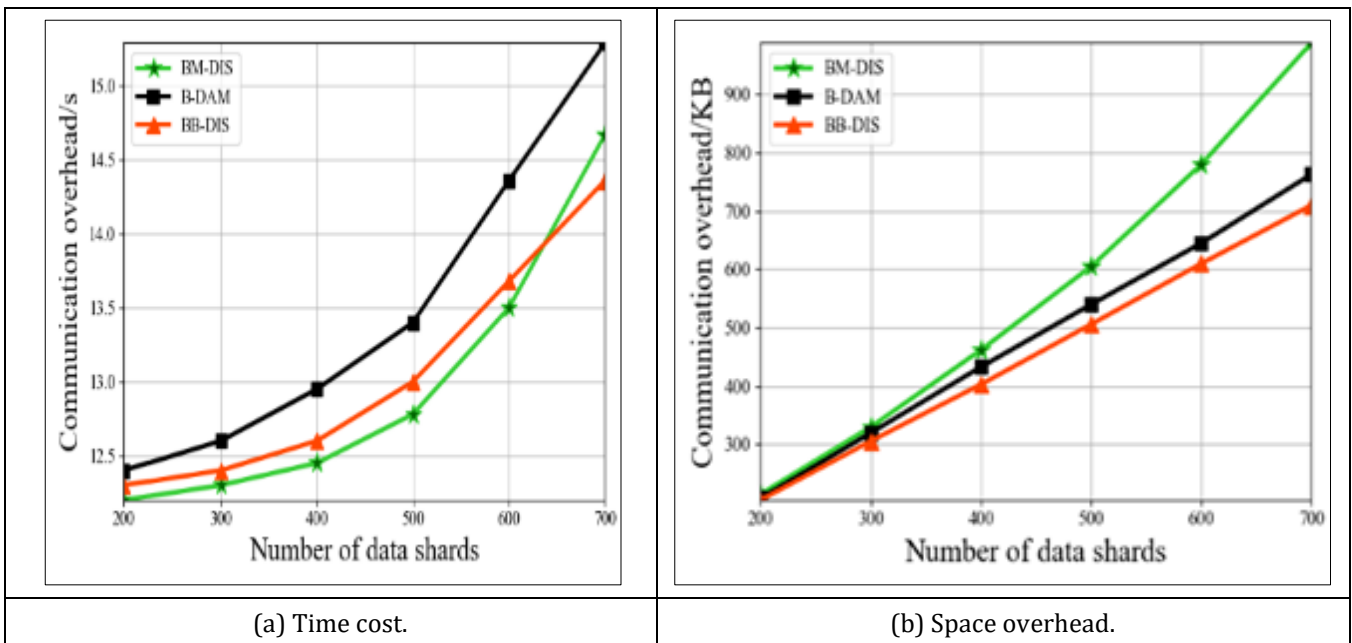 BM-DIS
B-DAM
BB-DIS
Communication overhead/s
15.0
14.5
14.0
13.5
13.0
12.5
200 300 400 500 600 700
Number of data shards
(a) Time cost.
BM-DIS
B-DAM
BB-DIS
Communication overhead/KB
900
800
700
600
500
400
300
200 300 400 500 600 700
Number of data shards
(b) Space overhead.